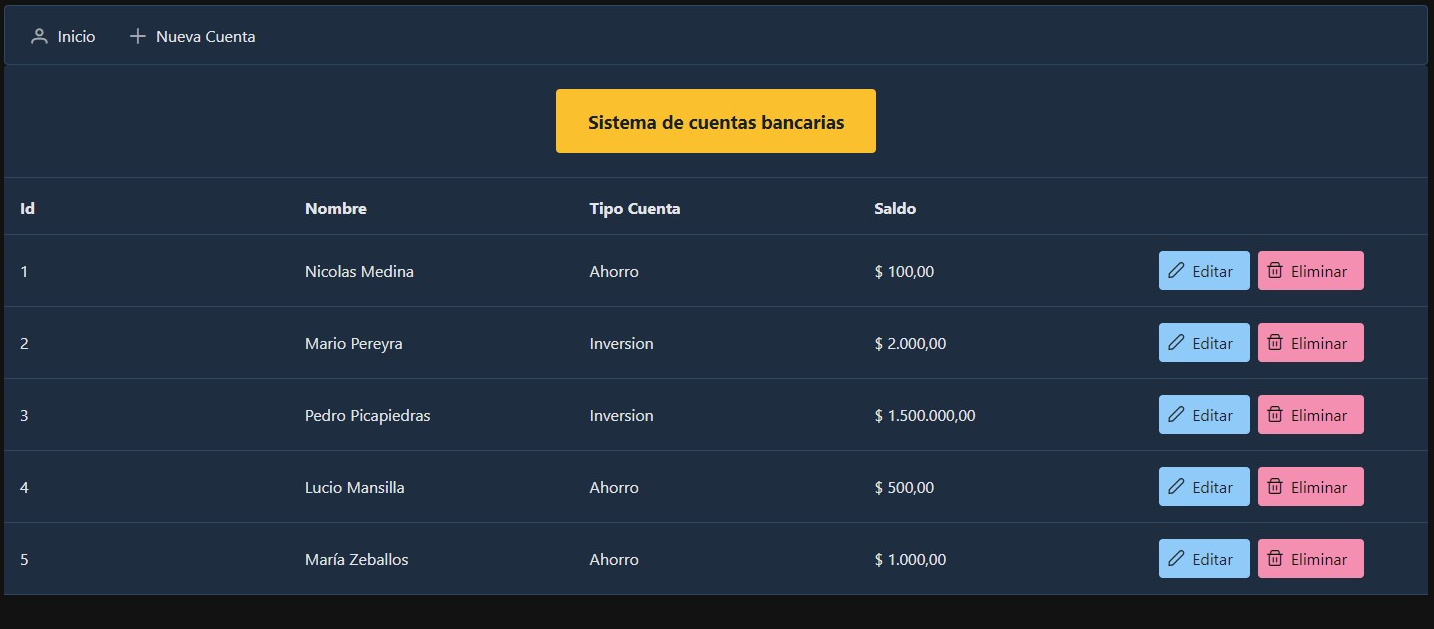 Inicio Nueva Cuenta
Sistema de cuentas bancarias
Id Nombre Tipo Cuenta Saldo
1 Nicolas Medina Ahorro $ 100,00 Editar Eliminar
2 Mario Pereyra Inversion $ 2.000,00 Editar Eliminar
3 Pedro Picapiedras Inversion $ 1.500.000,00 Editar Eliminar
4 Lucio Mansilla Ahorro $ 500,00 Editar Eliminar
5 María Zeballos Ahorro $ 1.000,00 Editar Eliminar